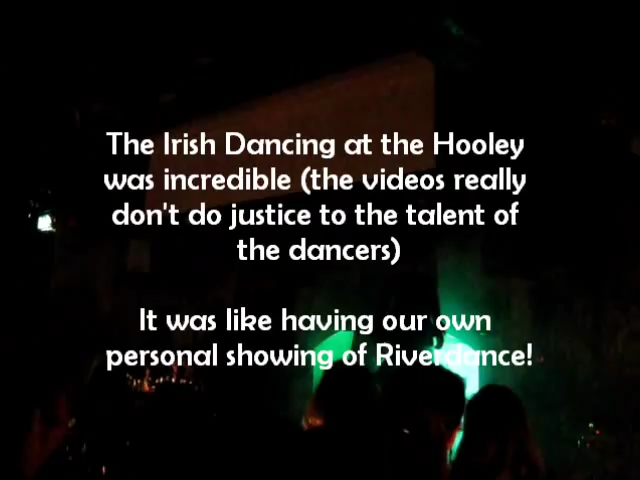 The Irish Dancing at the Hooley
was incredible (the videos really
don't do justice to the talent of
the dancers)
It was like having our own
personal showing of Riverdance!